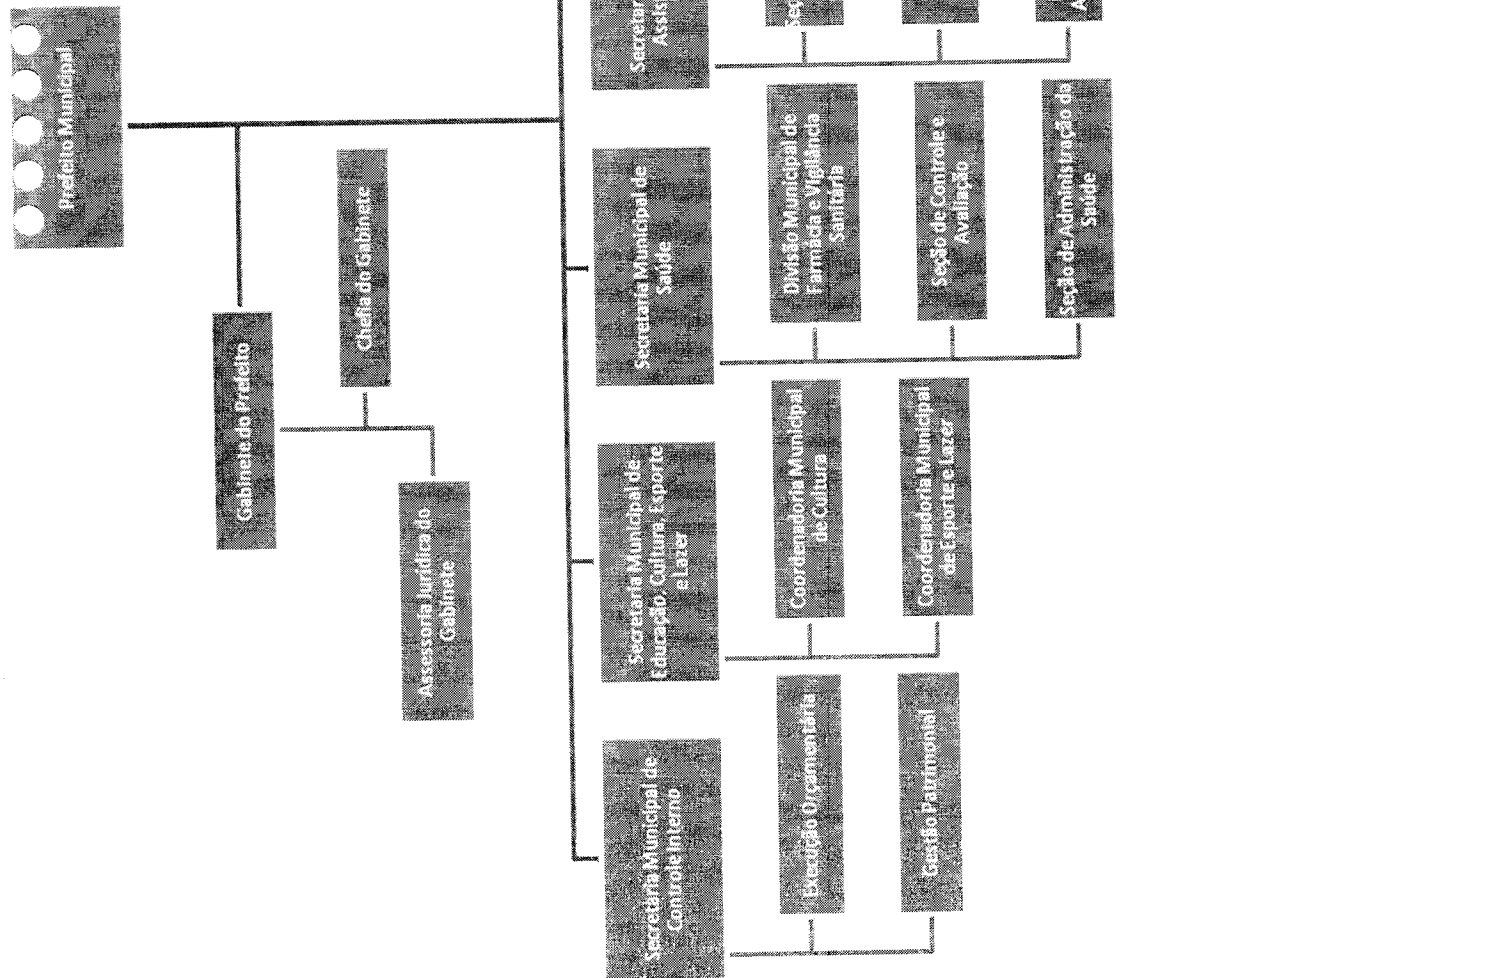 Prefeito Municipal
Gabinete do Prefeito
Chefia do Gabinete
Assessoria Jurídica do
Gabinete
Secretaria Municipal de
Controle Interno
Execução Orçamentária
Gestão Patrimonial
Secretaria Municipal de
Educação, Cultura, Esporte
e Lazer
Coordenadoria Municipal
de Cultura
Coordenadoria Municipal
de Esporte e Lazer
Secretaria Municipal de
Saúde
Divisão Municipal de
Farmácia e Vigilância
Sanitária
Seção de Controle e
Avaliação
Seção de Administração da
Saúde